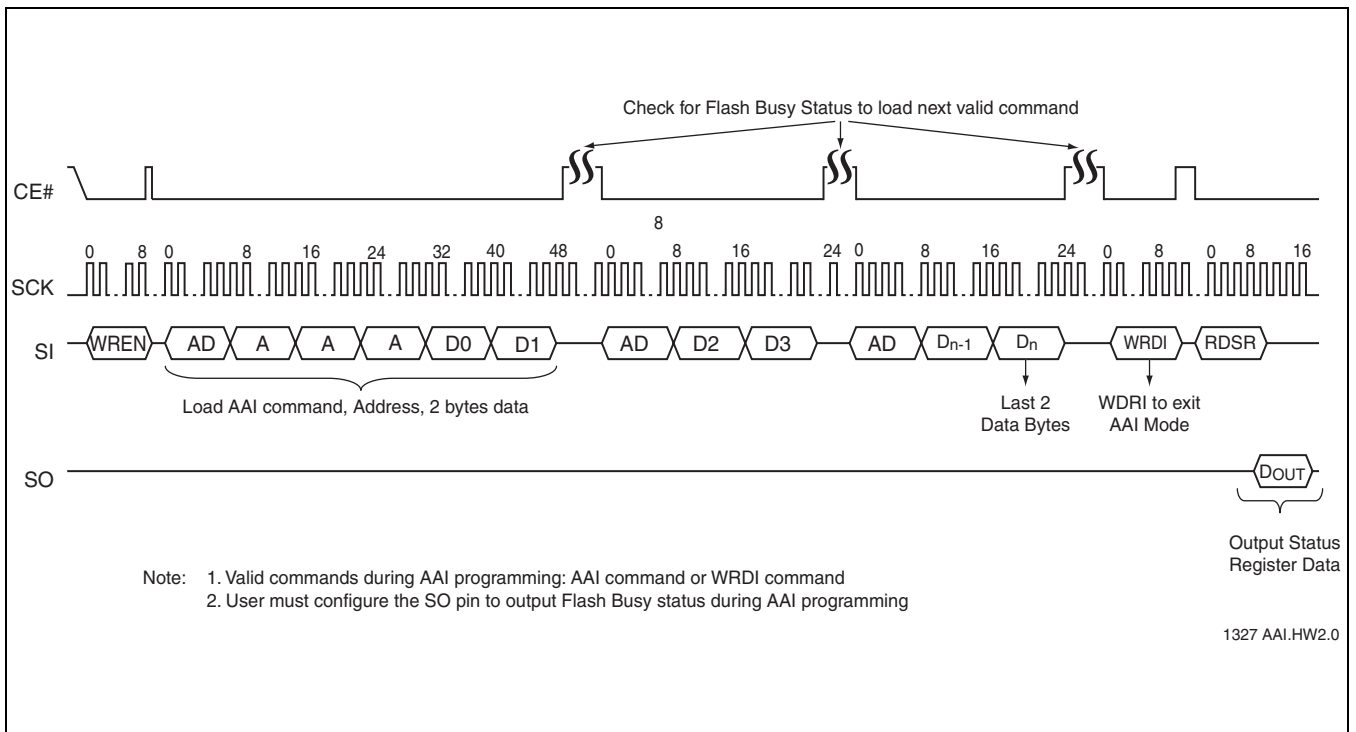 Check for Flash Busy Status to load next valid command
CE#
8
0 8 0 8 16 24 32 40 48 0 8 16 24 0 8 16 24 0 8 0 8 16
SCK
SI WREN AD A A A D0 D1 AD D2 D3 AD Dn-1 Dn WRDI RDSR
Load AAI command, Address, 2 bytes data
Last 2
Data Bytes
WDRI to exit
AAI Mode
SO DOUT
Output Status
Register Data
Note: 1. Valid commands during AAI programming: AAI command or WRDI command
2. User must configure the SO pin to output Flash Busy status during AAI programming
1327 AAI.HW2.0